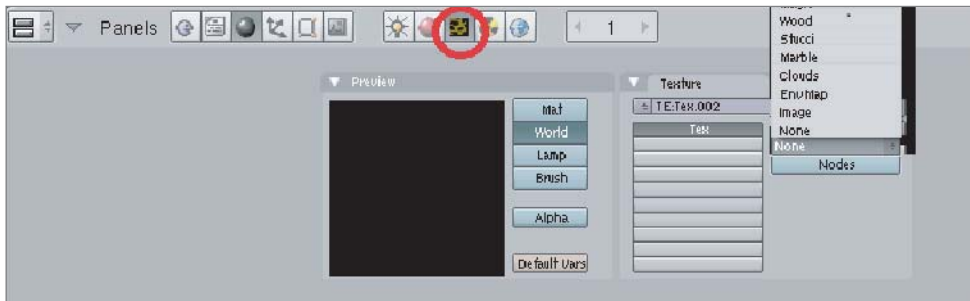 Panels
1
Wood
Stucci
Marble
Clouds
EnvMap
Image
None
None
Nodes
Preview
Mat
World
Lamp
Brush
Alpha
Default Vars
Texture
TE:Tex.002
Tex